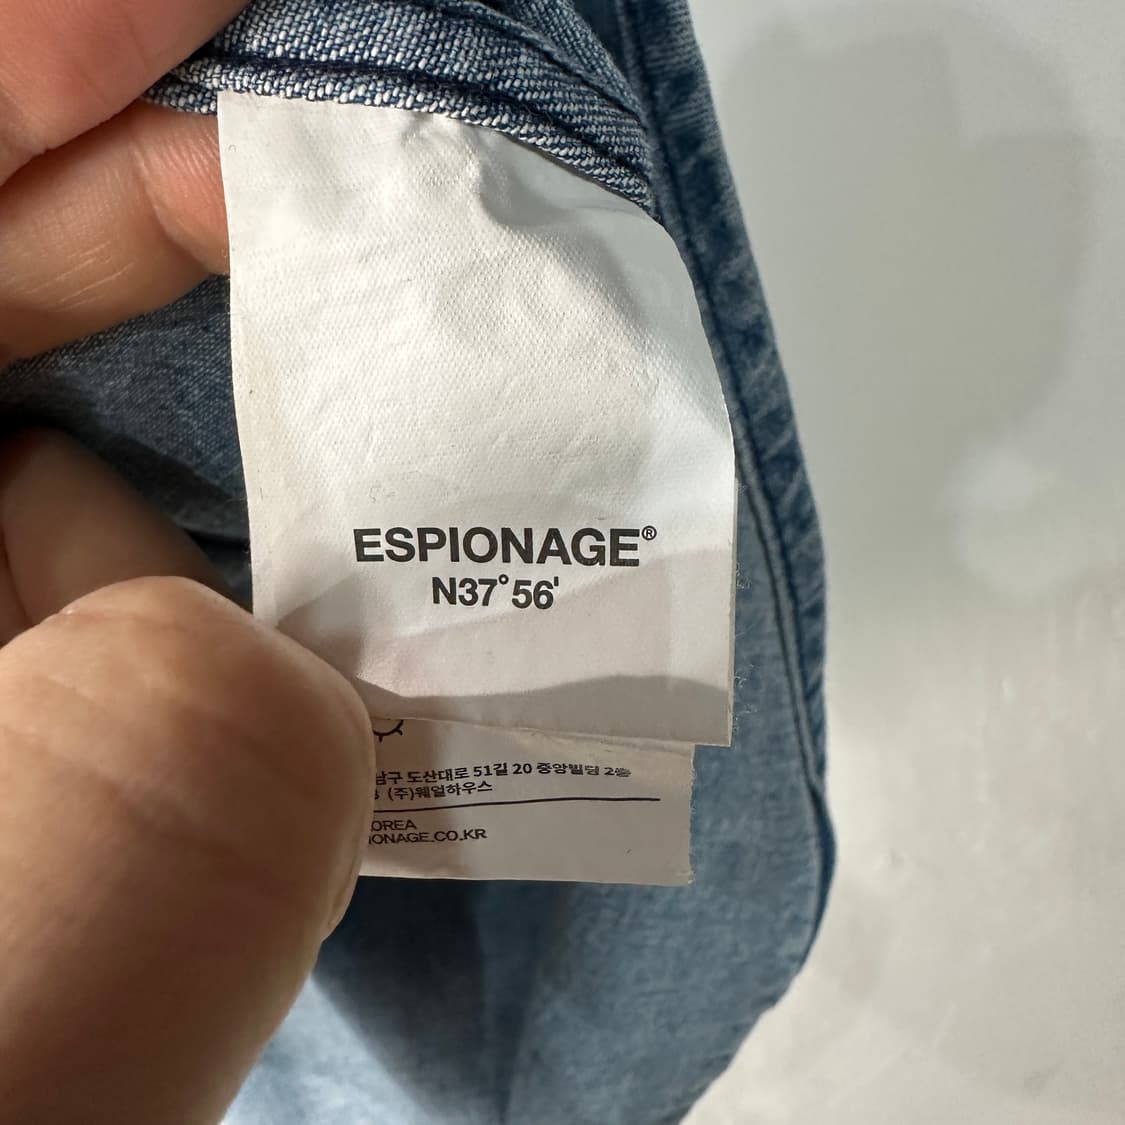 ESPIONAGE®
N37°56'
남구 도산대로 51길 20 중앙빌딩 2층
(주)웨얼하우스
OREA
IONAGE.CO.KR